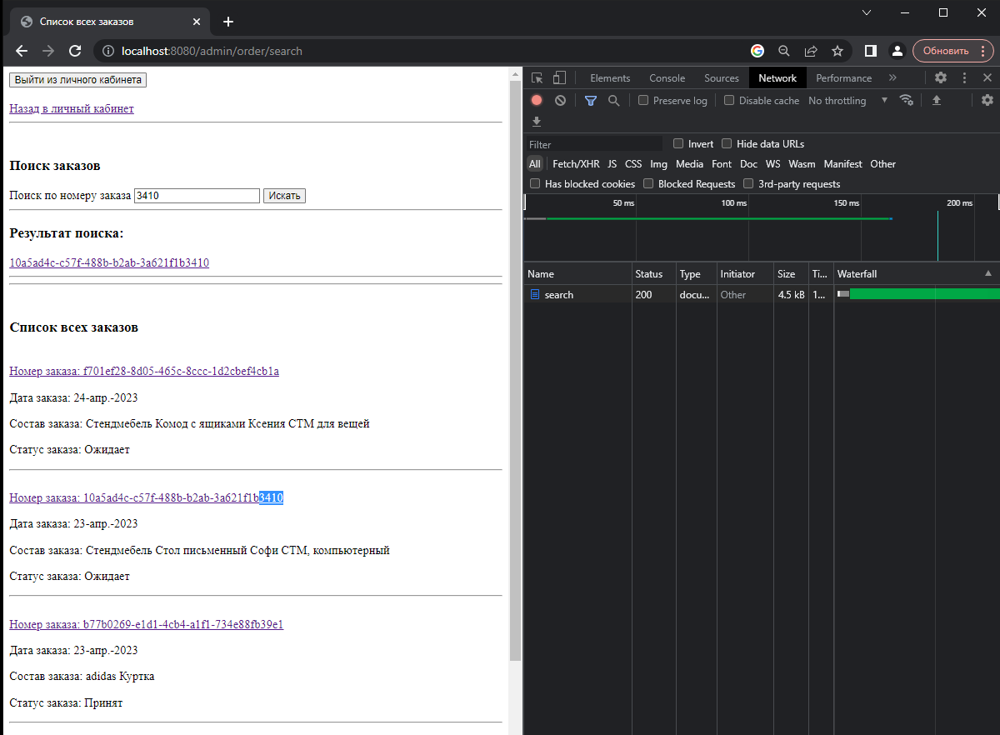 Список всех заказов
localhost:8080/admin/order/search
Обновить
Выйти из личного кабинета
Назад в личный кабинет
Поиск заказов
Поиск по номеру заказа 3410 Искать
Результат поиска:
10a5ad4c-c57f-488b-b2ab-3a621f1b3410
Список всех заказов
Номер заказа: f701ef28-8d05-465c-8ccc-1d2cbef4cb1a
Дата заказа: 24-апр.-2023
Состав заказа: Стендмебель Комод с ящиками Ксения СТМ для вещей
Статус заказа: Ожидает
Номер заказа: 10a5ad4c-c57f-488b-b2ab-3a621f1b3410
Дата заказа: 23-апр.-2023
Состав заказа: Стендмебель Стол письменный Софи СТМ, компьютерный
Статус заказа: Ожидает
Номер заказа: b77b0269-e1d1-4cb4-a1f1-734e88fb39e1
Дата заказа: 23-апр.-2023
Состав заказа: adidas Куртка
Статус заказа: Принят
Elements Console Sources Network Performance
Preserve log Disable cache No throttling
Filter Invert Hide data URLs
All Fetch/XHR JS CSS Img Media Font Doc WS Wasm Manifest Other
Has blocked cookies Blocked Requests 3rd-party requests
50 ms 100 ms 150 ms 200 ms
Name Status Type Initiator Size Ti... Waterfall
search 200 docu... Other 4.5 kB 1...